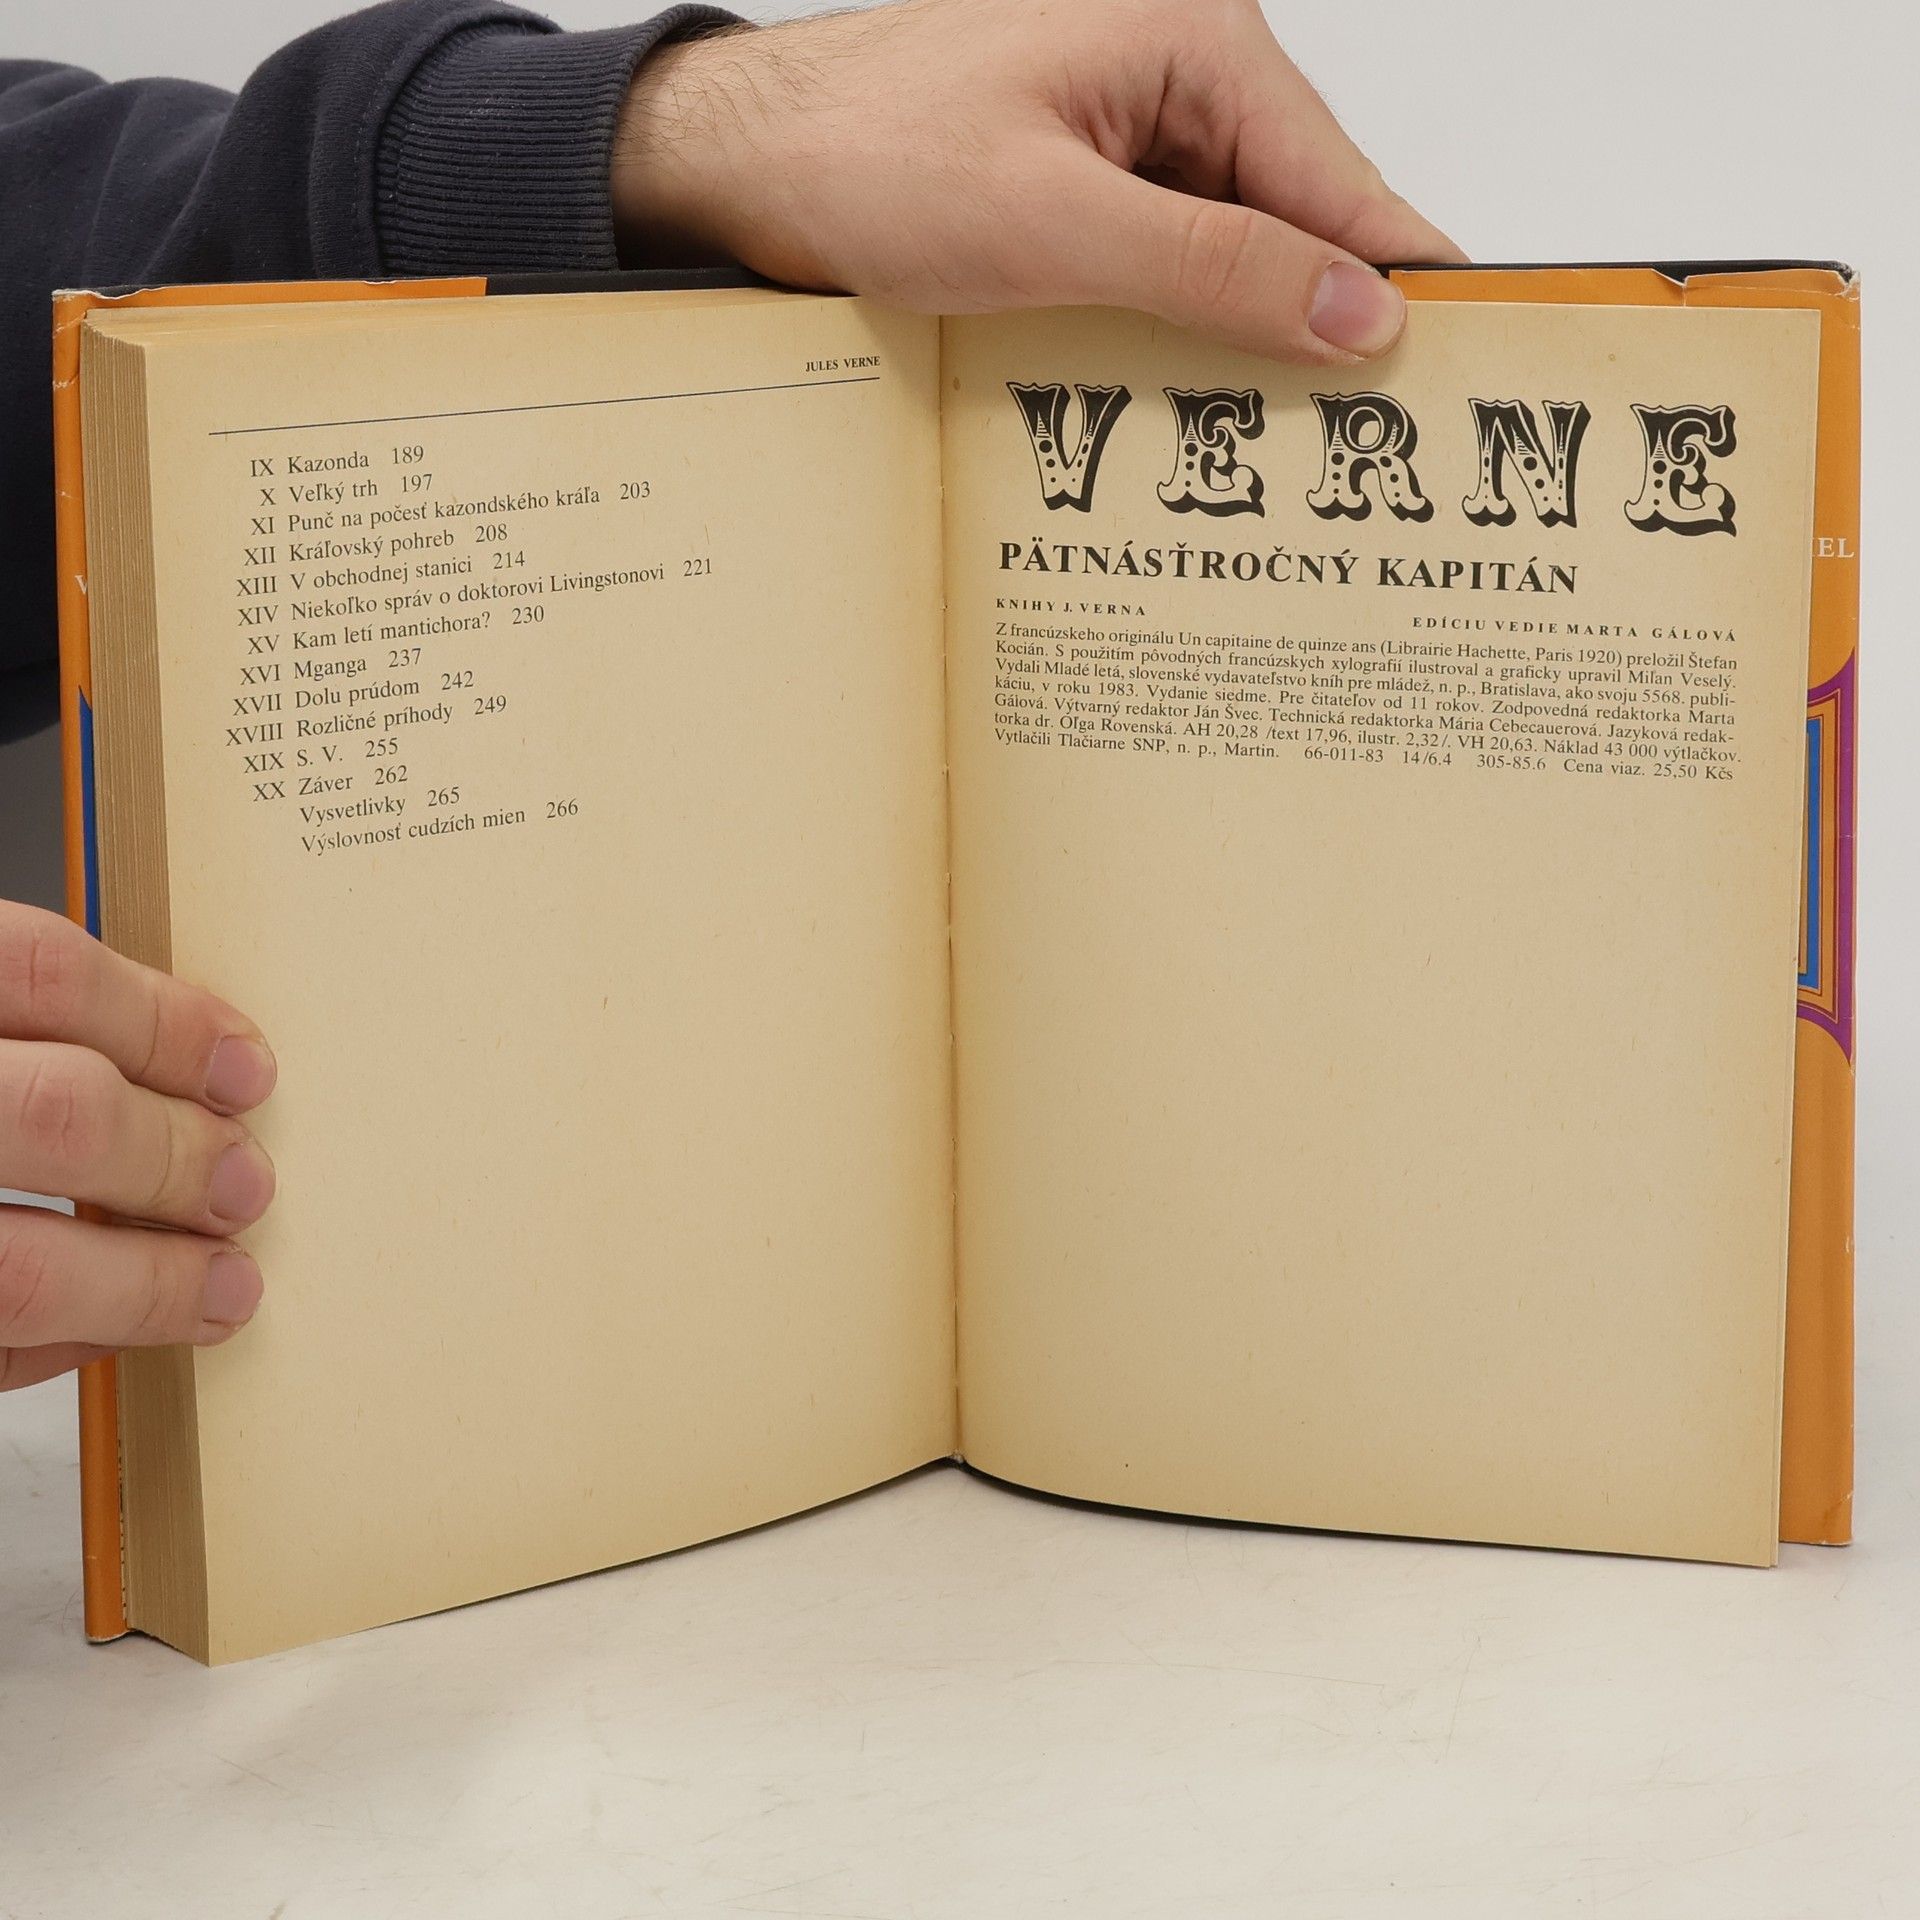 JULES VERNE
IX Kazonda 189
X Veľký trh 197
XI Punč na počesť kazondského kráľa 203
XII Kráľovský pohreb 208
XIII V obchodnej stanici 214
XIV Niekoľko správ o doktorovi Livingstonovi 221
XV Kam letí mantichora? 230
XVI Mganga 237
XVII Dolu prúdom 242
XVIII Rozličné príhody 249
XIX S. V. 255
XX Záver 262
Vysvetlivky 265
Výslovnosť cudzích mien 266
VERNE
PÄTNÁSŤROČNÝ KAPITÁN
KNIHY J. VERNA
EDÍCIU VEDIE MARTA GÁLOVÁ
Z francúzskeho originálu Un capitaine de quinze ans (Librairie Hachette, Paris 1920) preložil Štefan
Kocián. S použitím pôvodných francúzskych xylografií ilustroval a graficky upravil Milan Veselý.
Vydali Mladé letá, slovenské vydavateľstvo kníh pre mládež, n. p., Bratislava, ako svoju 5568. publi-
káciu, v roku 1983. Vydanie siedme. Pre čitateľov od 11 rokov. Zodpovedná redaktorka Marta
Gálová. Výtvarný redaktor Ján Švec. Technická redaktorka Mária Cebecauerová. Jazyková redak-
torka dr. Oľga Rovenská. AH 20,28 /text 17,96, ilustr. 2,32/. VH 20,63. Náklad 43 000 výtlačkov.
Vytlačili Tlačiarne SNP, n. p., Martin. 66-011-83 14/6.4 305-85.6 Cena viaz. 25,50 Kčs